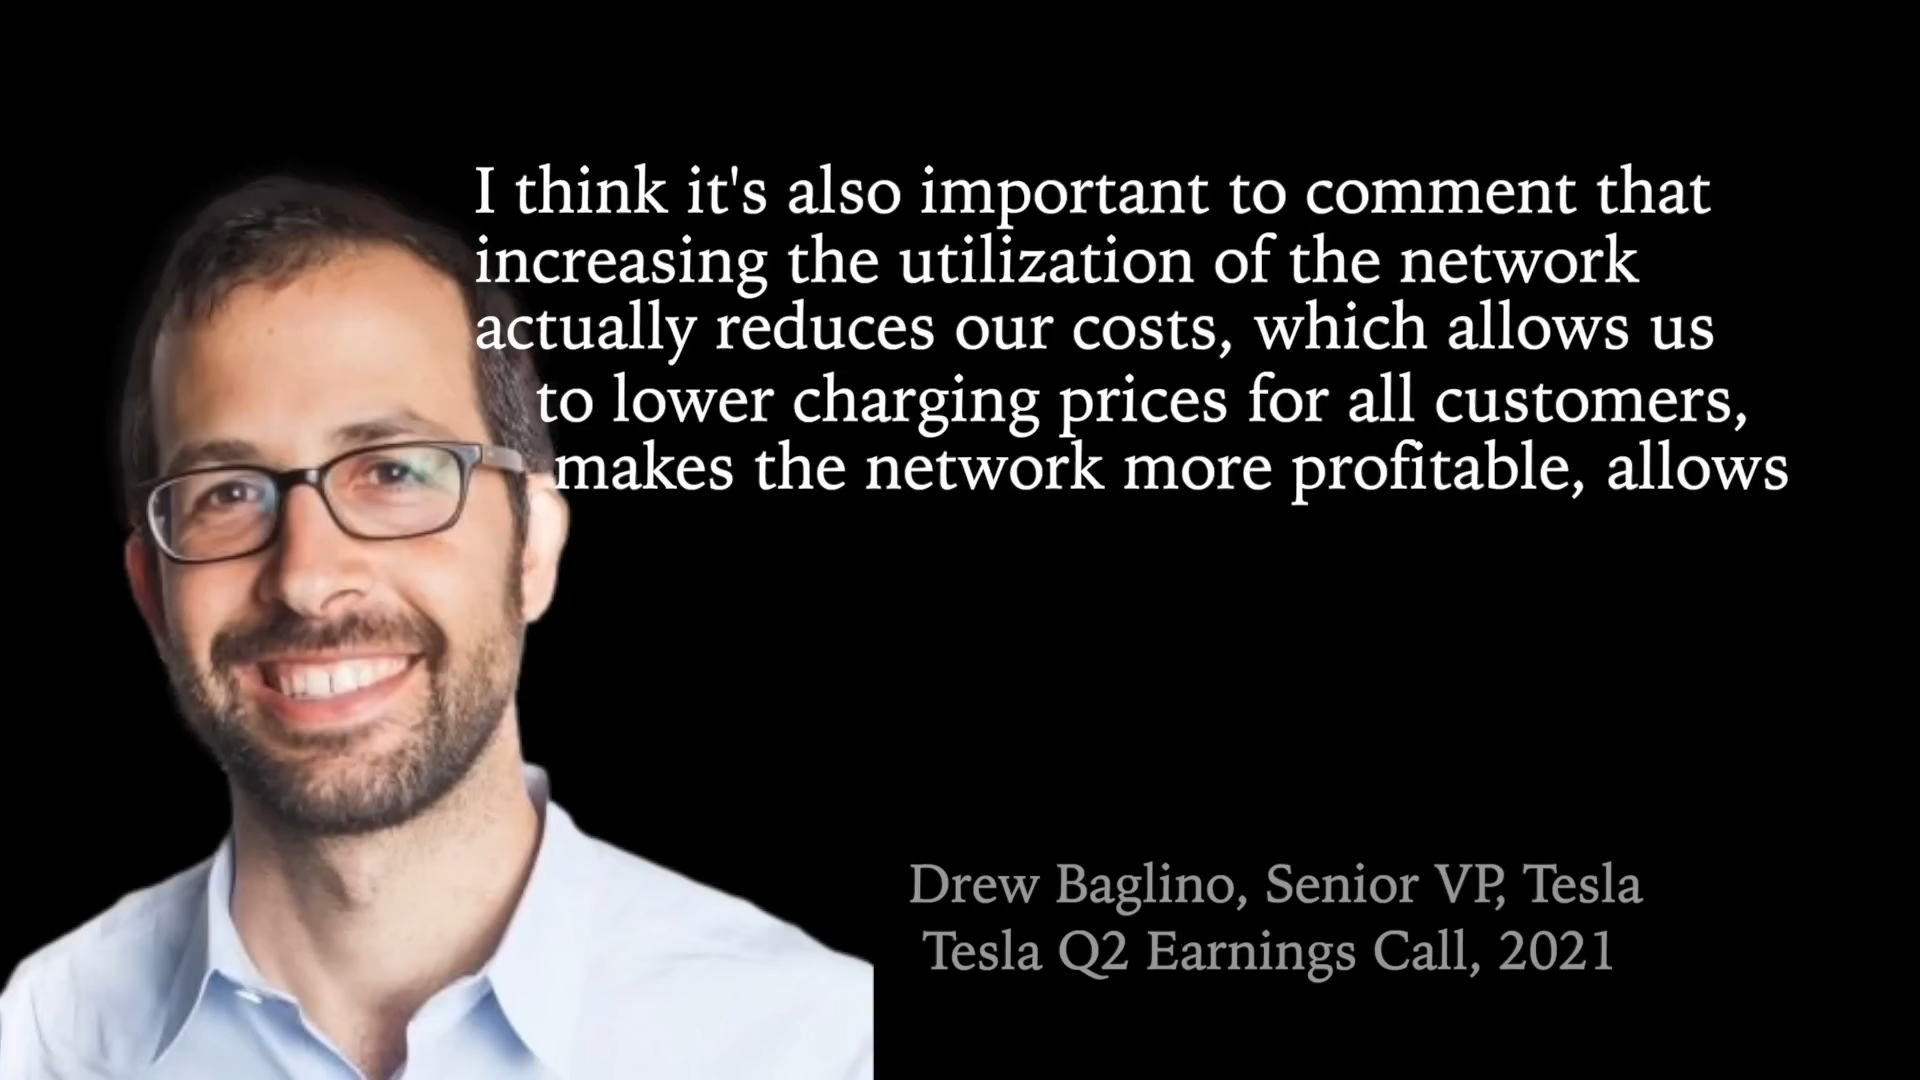 I think it's also important to comment that
increasing the utilization of the network
actually reduces our costs, which allows us
to lower charging prices for all customers,
makes the network more profitable, allows
Drew Baglino, Senior VP, Tesla
Tesla Q2 Earnings Call, 2021